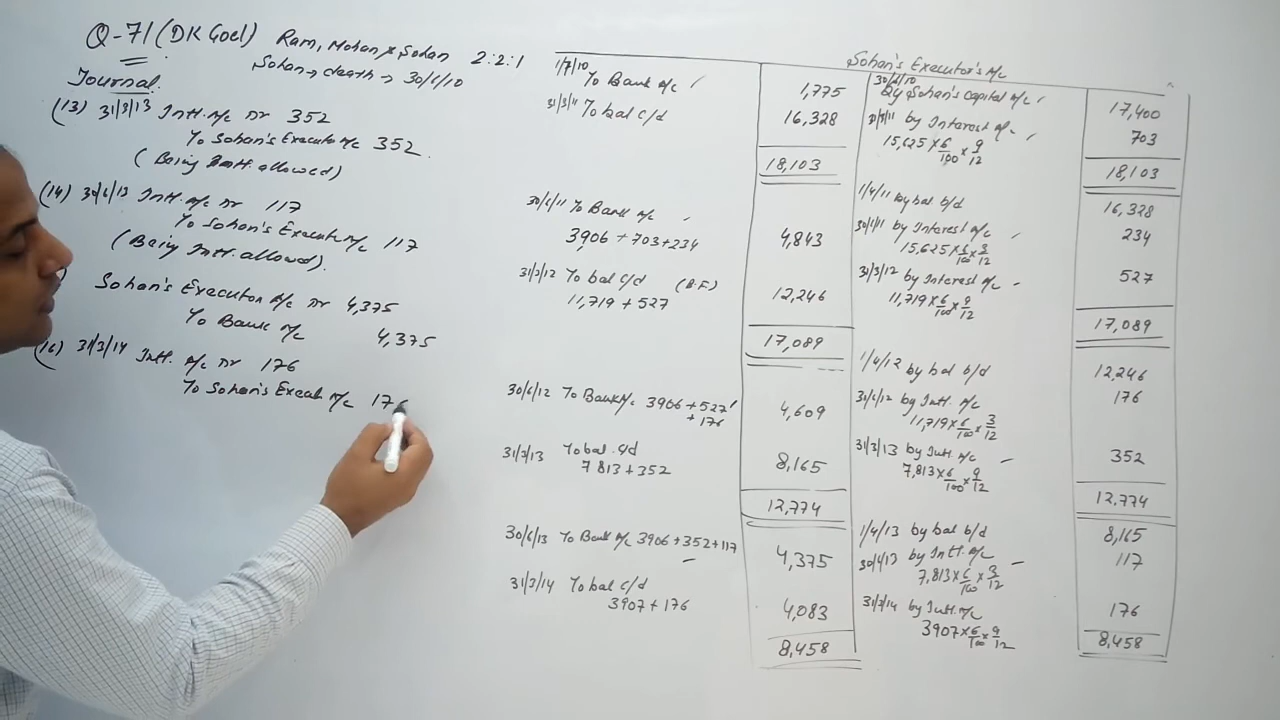 Q-71 (DK Goel) Ram, Mohan & Sohan 2:2:1
Sohan → death → 30/6/10
Journal
(13) 31/3/13 Intt. A/c Dr 352
To Sohan's Executor A/c 352
(Being Intt. allowed)
(14) 30/6/13 Intt. A/c Dr 117
To Sohan's Executor A/c 117
(Being Intt. allowed).
Sohan's Executor A/c Dr 4,375
To Bank A/c 4,375
(16) 31/3/14 Intt. A/c Dr 176
To Sohan's Execut A/c 176
Sohan's Executor's A/c
1/7/10 To Bank A/c 1,775
31/3/11 To bal c/d 16,328
18,103
30/6/11 To Bank A/c
3906 + 703 + 234 4,843
31/3/12 To bal c/d (B.F)
11,719 + 527 12,246
17,089
30/6/12 To Bank A/c 3906 + 527
+ 176 4,609
31/3/13 To bal. c/d
7813 + 352 8,165
12,774
30/6/13 To Bank A/c 3906 + 352 + 117 4,375
31/3/14 To bal c/d
3907 + 176 4,083
8,458
30/6/10
By Sohan's Capital A/c 17,400
31/3/11 by Interest A/c 703
15,625 × 6/100 × 9/12
18,103
1/4/11 By bal b/d 16,328
30/6/11 by Interest A/c 234
15,625 × 6/100 × 3/12
31/3/12 by Interest A/c 527
11,719 × 6/100 × 9/12
17,089
1/4/12 by bal b/d 12,246
30/6/12 by Intt. A/c 176
11,719 × 6/100 × 3/12
31/3/13 by Intt. A/c 352
7,813 × 6/100 × 9/12
12,774
1/4/13 by bal b/d 8,165
30/6/13 by Intt. A/c 117
7,813 × 6/100 × 3/12
31/3/14 by Intt. A/c 176
3907 × 6/100 × 9/12
8,458